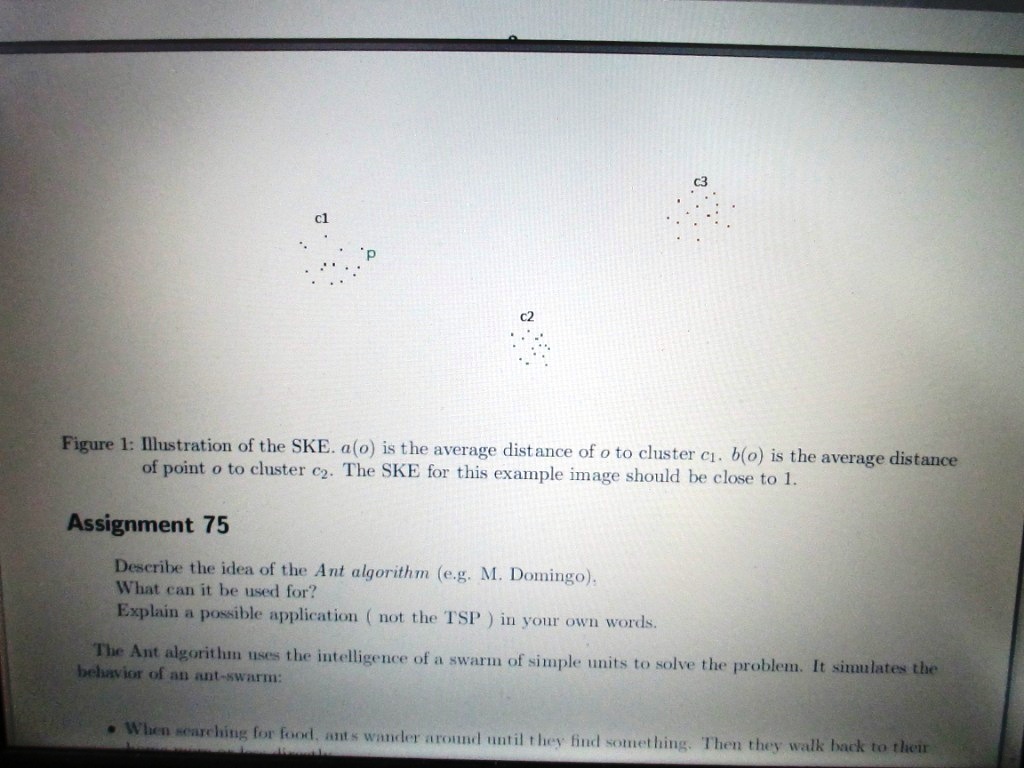 c3
c1
p
c2
Figure 1: Illustration of the SKE. a(o) is the average distance of o to cluster c₁. b(o) is the average distance
of point o to cluster c₂. The SKE for this example image should be close to 1.
Assignment 75
Describe the idea of the Ant algorithm (e.g. M. Domingo).
What can it be used for?
Explain a possible application ( not the TSP ) in your own words.
The Ant algorithm uses the intelligence of a swarm of simple units to solve the problem. It simulates the
behavior of an ant-swarm:
• When searching for food, ants wander around until they find something. Then they walk back to their